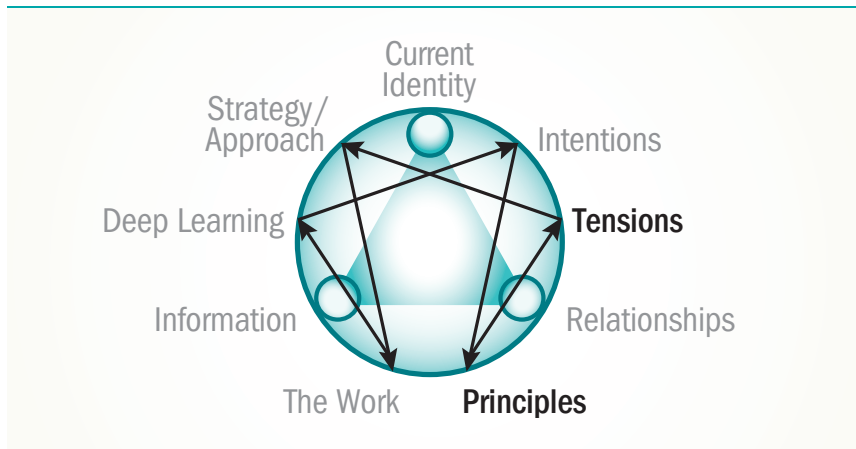 Current
Identity
Strategy/
Approach
Intentions
Deep Learning
Tensions
Information
Relationships
The Work
Principles